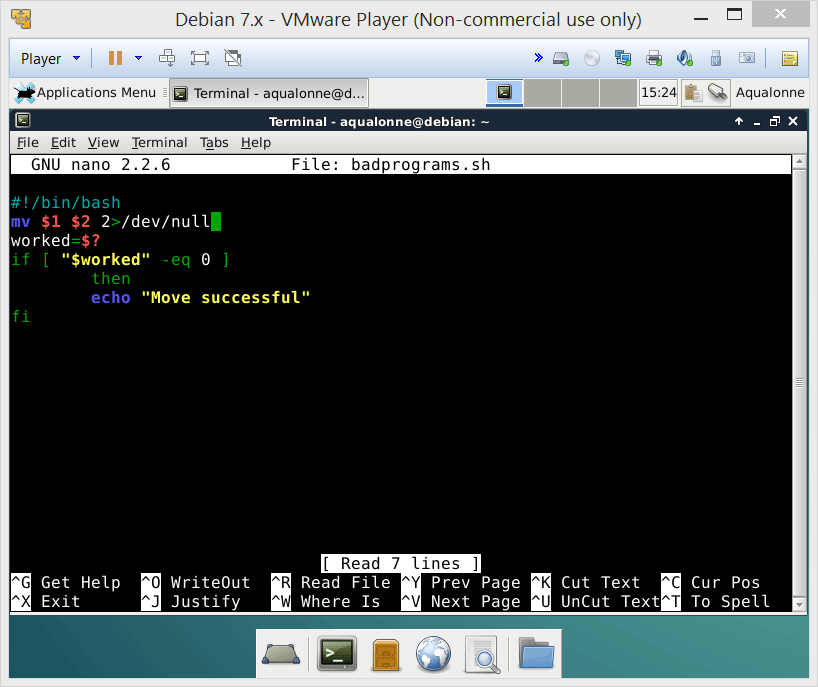 Debian 7.x - VMware Player (Non-commercial use only)
Player
Applications Menu
Terminal - aqualonne@d...
15:24
Aqualonne
Terminal - aqualonne@debian: ~
File Edit View Terminal Tabs Help
GNU nano 2.2.6 File: badprograms.sh
#!/bin/bash
mv $1 $2 2>/dev/null
worked=$?
if [ "$worked" -eq 0 ]
then
echo "Move successful"
fi
[ Read 7 lines ]
^G Get Help ^O WriteOut ^R Read File ^Y Prev Page ^K Cut Text ^C Cur Pos
^X Exit ^J Justify ^W Where Is ^V Next Page ^U UnCut Text ^T To Spell